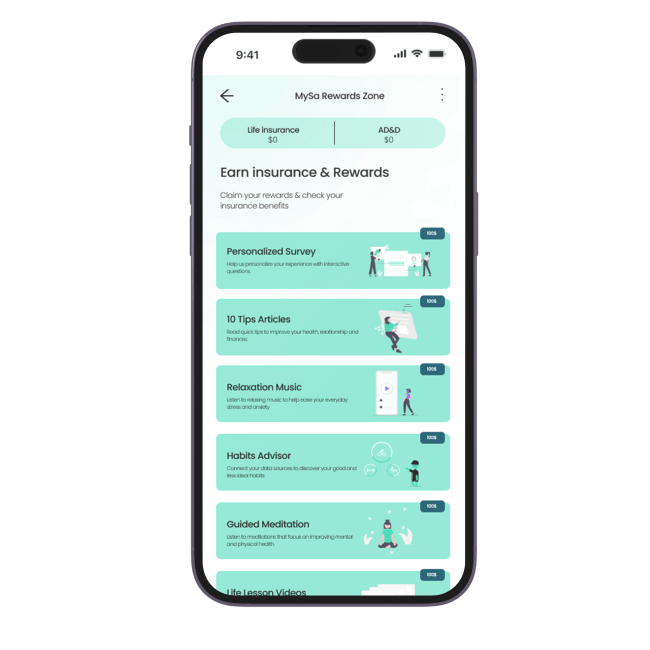 9:41
MySa Rewards Zone
Life insurance
$0
AD&D
$0
Earn insurance & Rewards
Claim your rewards & check your
insurance benefits
100$
Personalized Survey
Help us personalize your experience with interactive
questions
100$
10 Tips Articles
Read quick tips to improve your health, relationship and
finances.
100$
Relaxation Music
Listen to relaxing music to help ease your everyday
stress and anxiety
100$
Habits Advisor
Connect your data sources to discover your good and
less ideal habits
100$
Guided Meditation
Listen to meditations that focus on improving mental
and physical health
100$
Life Lesson Videos